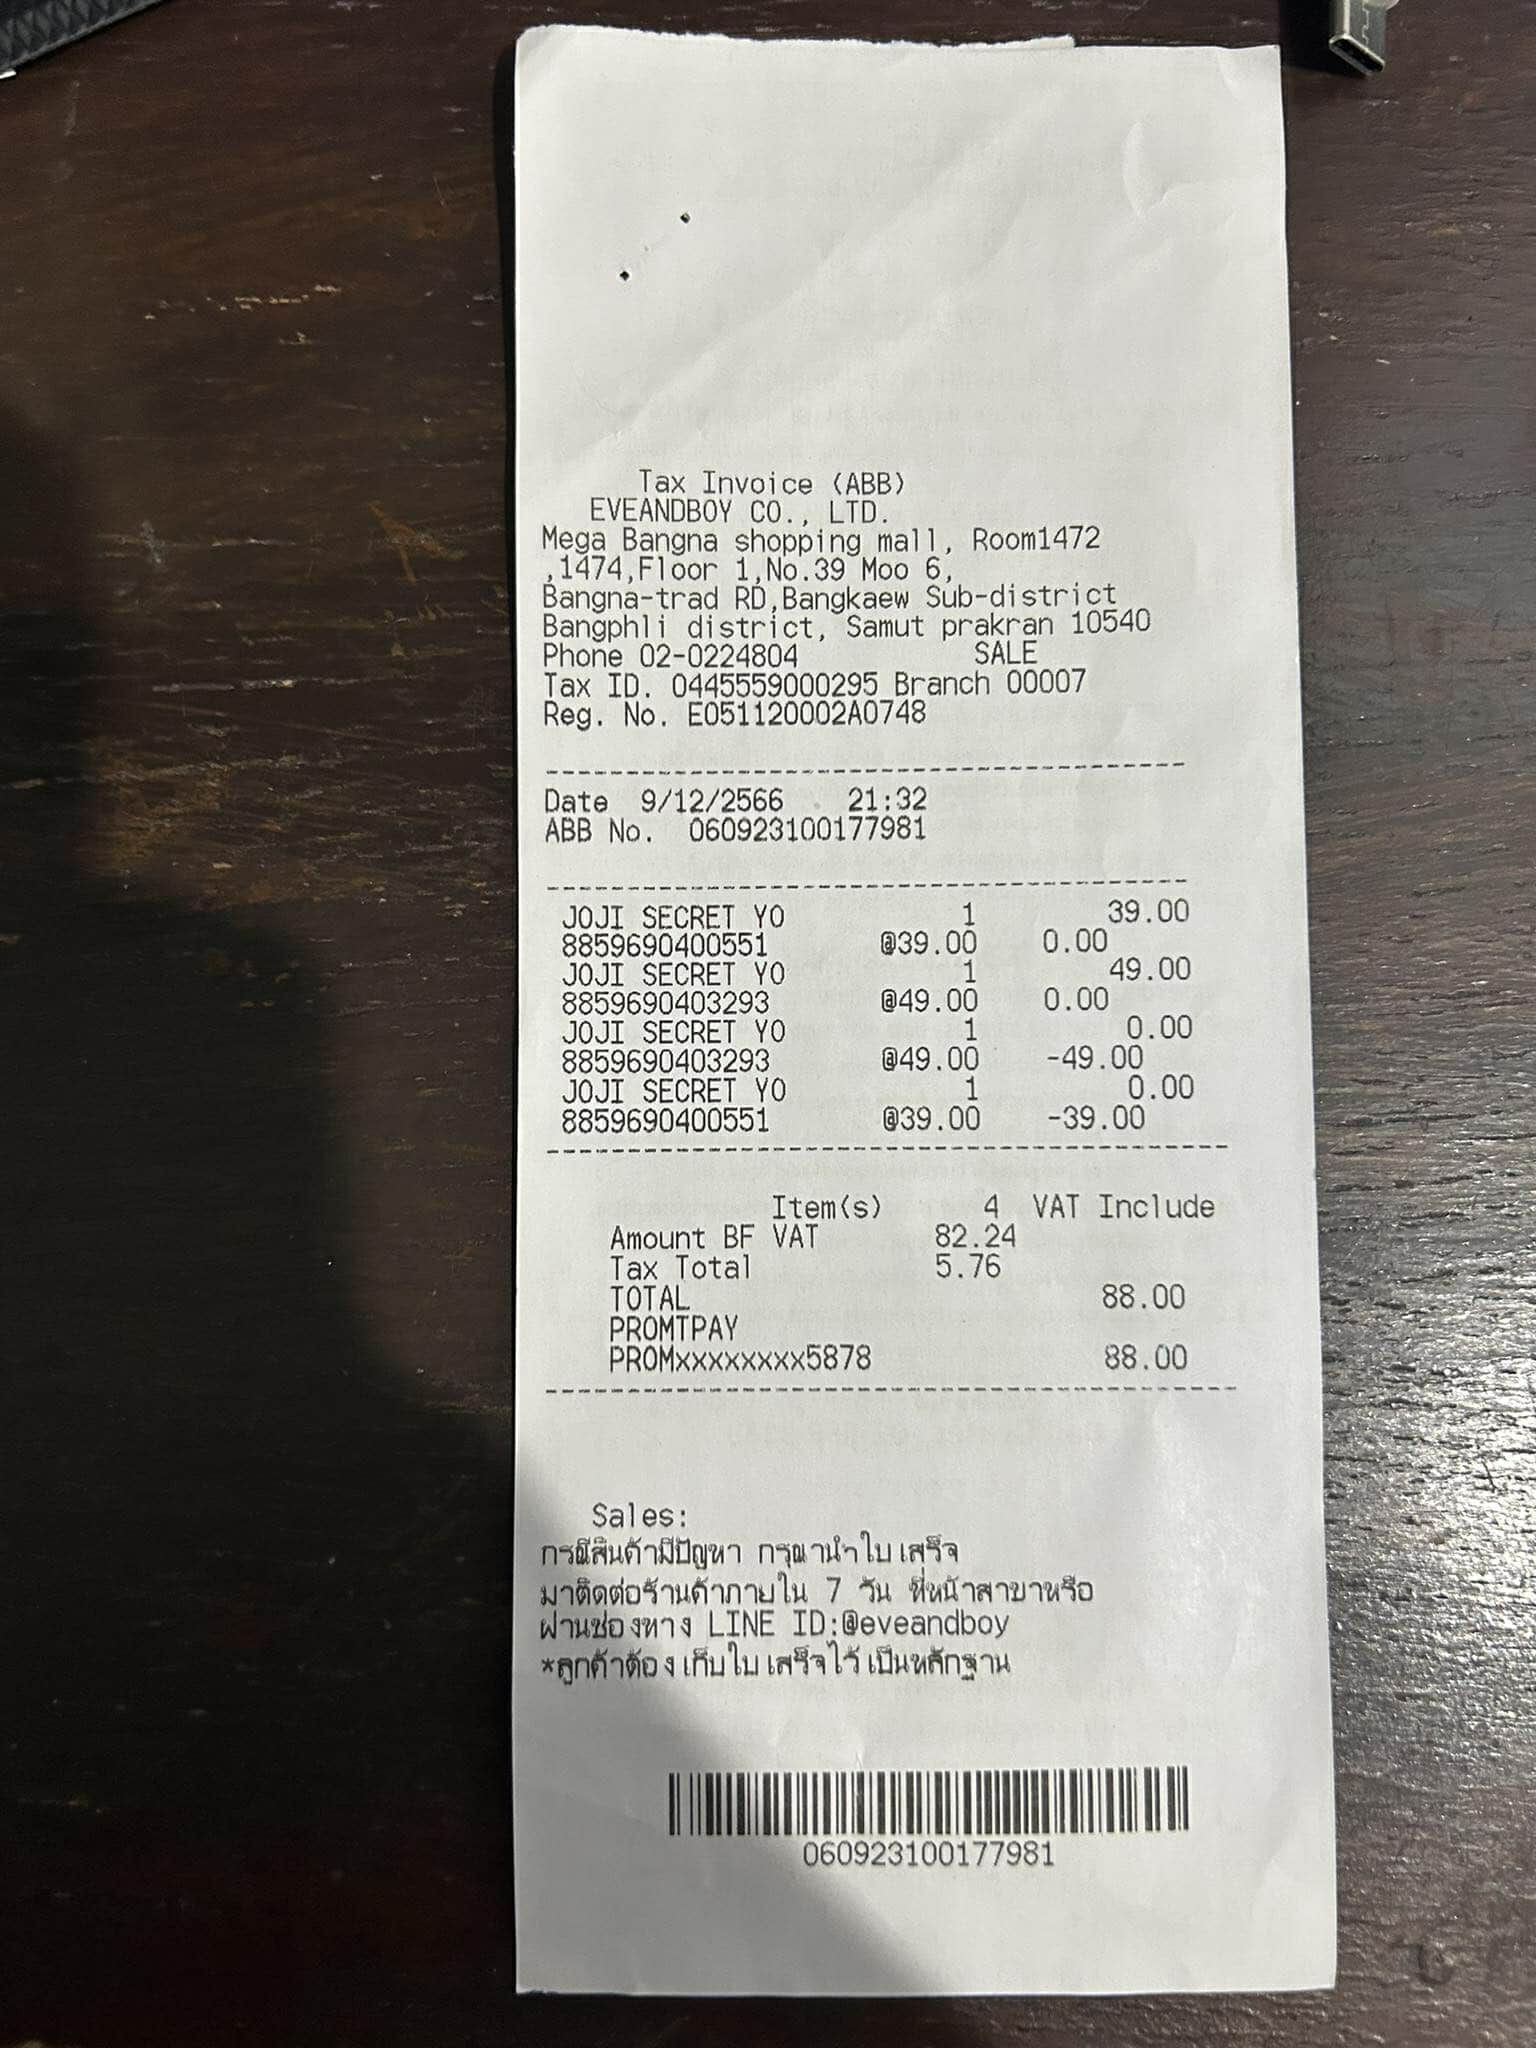 Tax Invoice (ABB)
EVEANDBOY CO., LTD.
Mega Bangna shopping mall, Room1472
,1474,Floor 1,No.39 Moo 6,
Bangna-trad RD,Bangkaew Sub-district
Bangphli district, Samut prakran 10540
Phone 02-0224804 SALE
Tax ID. 0445559000295 Branch 00007
Reg. No. E051120002A0748
Date 9/12/2566 21:32
ABB No. 060923100177981
JOJI SECRET YO 1 39.00
8859690400551 @39.00 0.00
JOJI SECRET YO 1 49.00
8859690403293 @49.00 0.00
JOJI SECRET YO 1 0.00
8859690403293 @49.00 -49.00
JOJI SECRET YO 1 0.00
8859690400551 @39.00 -39.00
Item(s) 4 VAT Include
Amount BF VAT 82.24
Tax Total 5.76
TOTAL 88.00
PROMTPAY
PROMxxxxxxxx5878 88.00
Sales:
กรณีสินค้ามีปัญหา กรุณานำใบเสร็จ
มาติดต่อร้านค้าภายใน 7 วัน ที่หน้าสาขาหรือ
ผ่านช่องทาง LINE ID:@eveandboy
*ลูกค้าต้องเก็บใบเสร็จไว้เป็นหลักฐาน
060923100177981